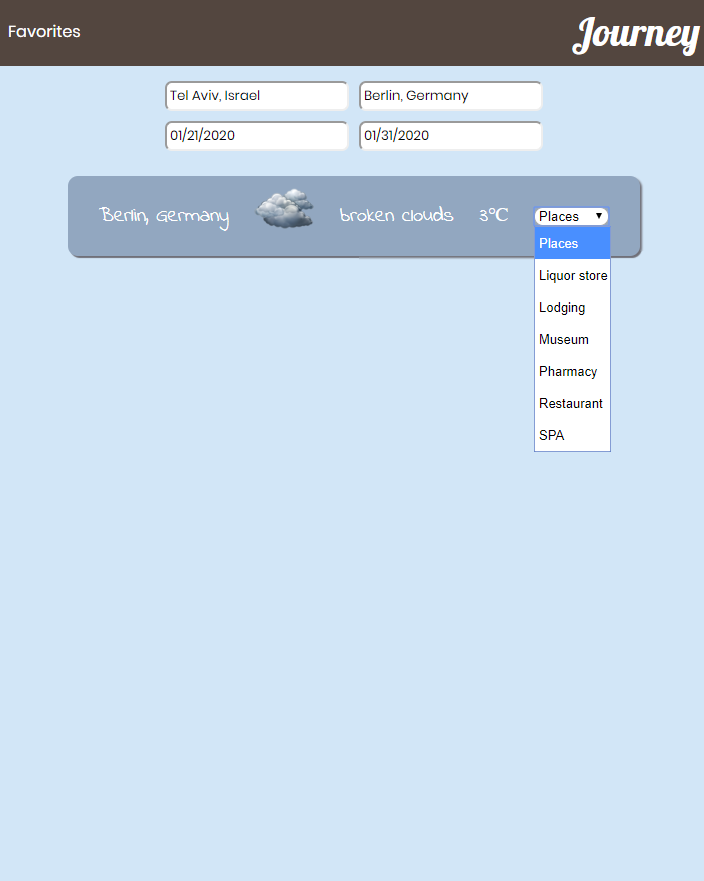 Favorites
Journey
Tel Aviv, Israel
Berlin, Germany
01/21/2020
01/31/2020
Berlin, Germany
broken clouds
3°C
Places
Places
Liquor store
Lodging
Museum
Pharmacy
Restaurant
SPA